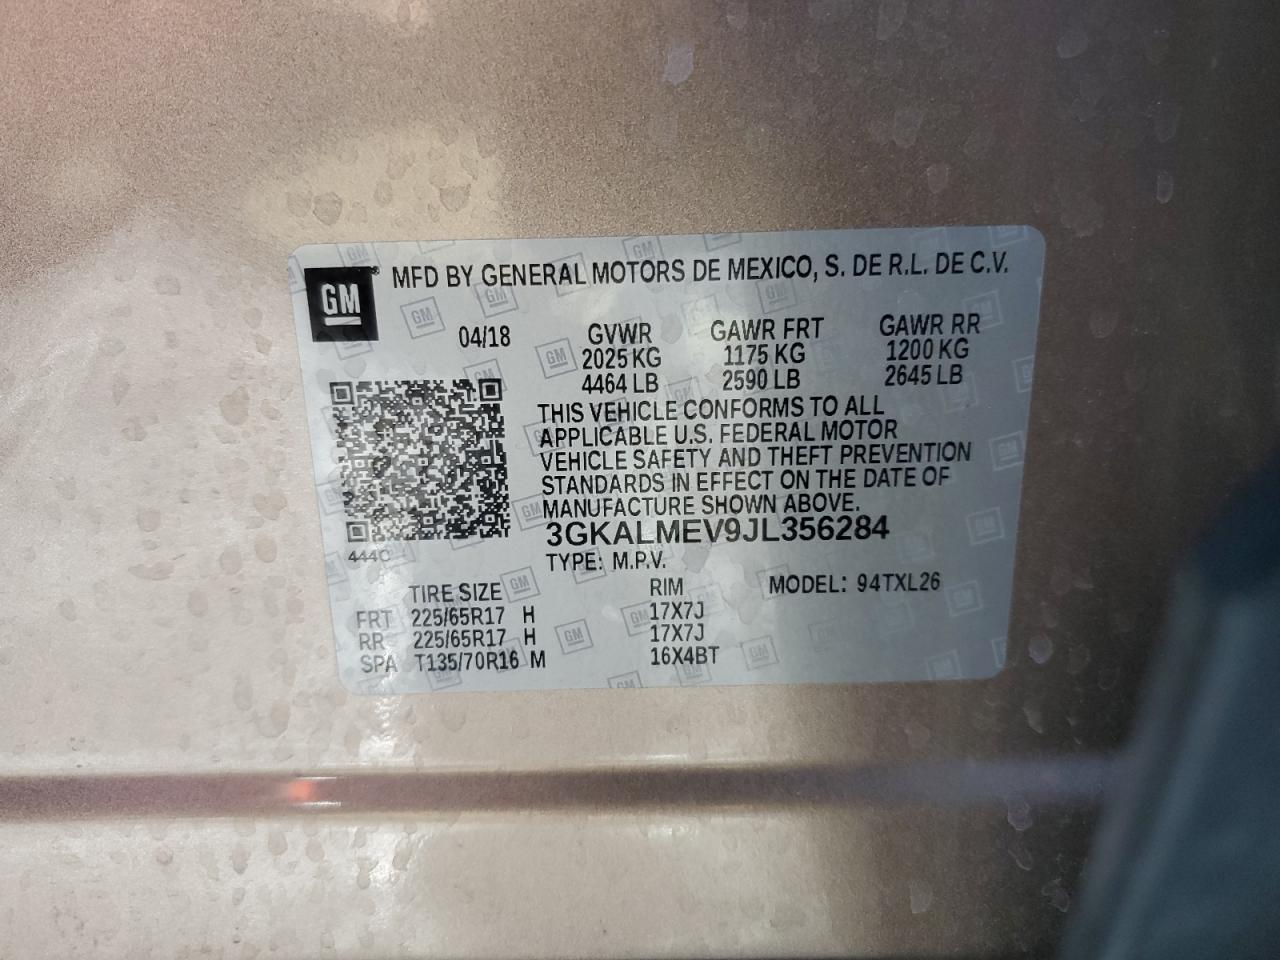 GM
MFD BY GENERAL MOTORS DE MEXICO, S. DE R.L. DE C.V.
04/18 GVWR GAWR FRT GAWR RR
2025 KG 1175 KG 1200 KG
4464 LB 2590 LB 2645 LB
THIS VEHICLE CONFORMS TO ALL
APPLICABLE U.S. FEDERAL MOTOR
VEHICLE SAFETY AND THEFT PREVENTION
STANDARDS IN EFFECT ON THE DATE OF
MANUFACTURE SHOWN ABOVE.
3GKALMEV9JL356284
444C
TYPE: M.P.V.
TIRE SIZE RIM MODEL: 94TXL26
FRT 225/65R17 H 17X7J
RR 225/65R17 H 17X7J
SPA T135/70R16 M 16X4BT